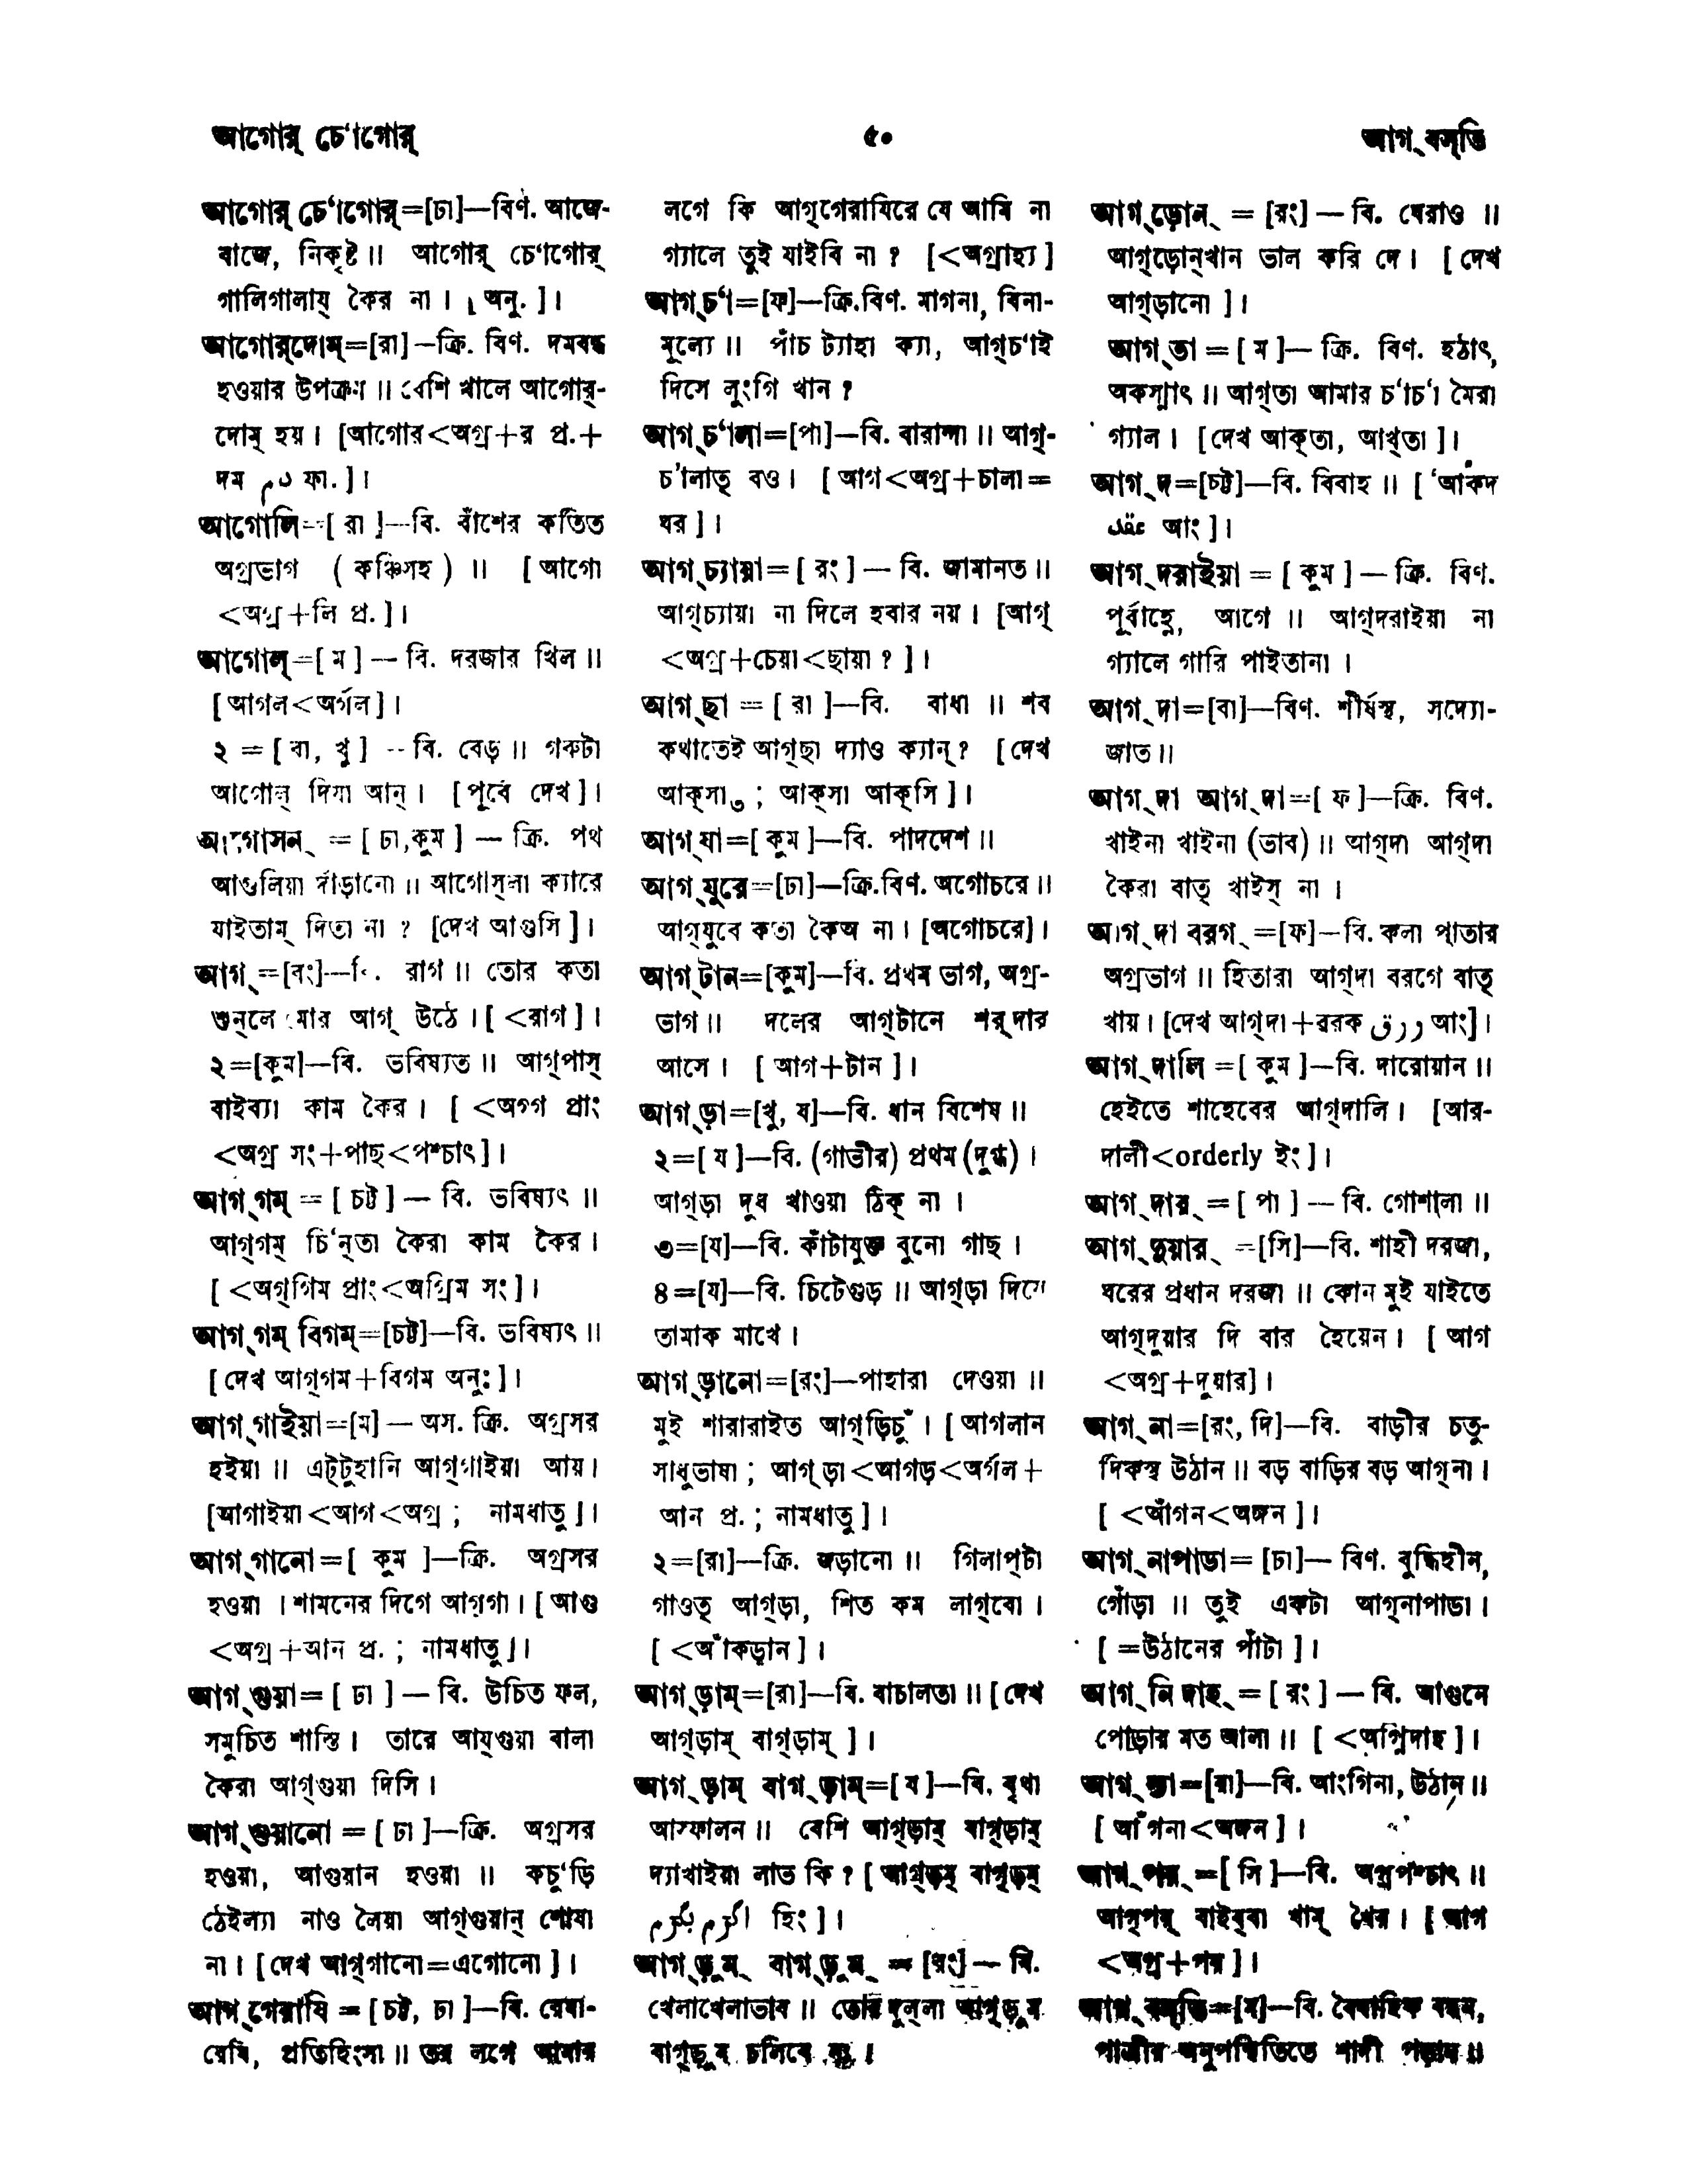 আগোর্ চে'াগোর্ ৫০ আগ্‌বস্‌তি
আগোর্ চে'াগোর্=[ঢা]—বিণ. আজে-
বাজে, নিকৃষ্ট ॥ আগোর্ চে'াগোর্
গালিগালায্ কৈর না। [ অনু. ]।
আগোর্‌দোম্=[রা]—ক্রি. বিণ. দমবন্ধ
হওয়ার উপক্রম ॥ বেশি খালে আগোর্-
দোম্ হয়। [আগোর<অগ্র+র প্র.+
দম دم ফা. ]।
আগোলি=[ রা ]—বি. বাঁশের কর্তিত
অগ্রভাগ ( কঞ্চিসহ ) ॥ [ আগো
<অগ্র+লি প্র. ]।
আগোল্=[ ম ] — বি. দরজার খিল ॥
[ আগল<অর্গল ]।
২ = [ বা, খু ] -- বি. বেড় ॥ গরুটা
আগোল্ দিয়া আন্। [ পূর্বে দেখ ]।
আগোসন্ = [ ঢা,কুম ] — ক্রি. পথ
আগুলিয়া দাঁড়ানো ॥ আগোস্‌লা ক্যারে
যাইতাম্ দিতা না ? [দেখ আগুসি ]।
আগ্=[রং]—বি. রাগ ॥ তোর কতা
শুন্‌লে মোর আগ্ উঠে। [ <রাগ ]।
২=[কুম]—বি. ভবিষ্যত ॥ আগ্‌পাস্
বাইব্যা কাম কৈর। [ <অগ্গ প্রাং
<অগ্র সং+পাছ<পশ্চাৎ ]।
আগ্‌গম্ = [ চট্ট ] — বি. ভবিষ্যৎ ॥
আগ্‌গম্ চি'ন্‌তা কৈরা কাম কৈর।
[ <অগ্‌গিম প্রাং<অগ্রিম সং ]।
আগ্‌গম্ বিগম্=[চট্ট]—বি. ভবিষ্যৎ ॥
[ দেখ আগ্‌গম+বিগম অনু: ]।
আগ্‌গাইয়া=[ম] — অস. ক্রি. অগ্রসর
হইয়া ॥ এট্‌টুহানি আগ্‌গাইয়া আয়।
[আগাইয়া<আগ<অগ্র ; নামধাতু ]।
আগ্‌গানো=[ কুম ]—ক্রি. অগ্রসর
হওয়া। শামনের দিগে আগ্‌গা। [ আগু
<অগ্র+আন প্র. ; নামধাতু ]।
আগ্‌গুয়া= [ ঢা ] — বি. উচিত ফল,
সমুচিত শাস্তি। তারে আয্‌গুয়া বালা
কৈরা আগ্‌গুয়া দিসি।
আগ্‌গুয়ানো = [ ঢা ]—ক্রি. অগ্রসর
হওয়া, আগুয়ান হওয়া ॥ কচু'ড়ি
ঠেইল্যা নাও লৈয়া আগ্‌গুয়ান্ শোযা
না। [ দেখ আগ্‌গানো=এগোনো ]।
আগ্‌গেরাযি = [ চট্ট, ঢা ]—বি. রেষা-
রেষি, প্রতিহিংসা ॥ তর লগে আমার
লগে কি আগ্‌গেরাযিরে যে আমি না
গ্যালে তুই যাইবি না ? [<অগ্রাহ্য ]
আগ্‌চ'া=[ফ]—ক্রি.বিণ. মাগনা, বিনা-
মূল্যে ॥ পাঁচ ট্যাহা ক্যা, আগ্‌চ'াই
দিসে লুংগি খান ?
আগ্‌চ'ালা=[পা]—বি. বারান্দা ॥ আগ্-
চ'ালাত্ বও। [ আগ<অগ্র+চালা=
ঘর ]।
আগ্‌চ্যায়া= [ রং ] — বি. জামানত ॥
আগ্‌চ্যায়া না দিলে হবার নয়। [আগ্
<অগ্র+চেয়া<ছায়া ? ]।
আগ্‌ছা = [ রা ]—বি. বাধা ॥ শব
কথাতেই আগ্‌ছা দ্যাও ক্যান্? [দেখ
আক্‌সা, ; আক্‌সা আক্‌সি ]।
আগ্‌যা=[ কুম ]—বি. পাদদেশ ॥
আগ্‌যুরে=[ঢা]—ক্রি.বিণ. অগোচরে ॥
আগ্‌যুরে কতা কৈঅ না। [অগোচরে]।
আগ্‌টান=[কুম]—বি. প্রথম ভাগ, অগ্র-
ভাগ ॥ দলের আগ্‌টানে শর্‌দার
আসে। [ আগ+টান ]।
আগ্‌ড়া=[খু, য]—বি. ধান বিশেষ ॥
২=[ য ]—বি. (গাভীর) প্রথম (দুগ্ধ)।
আগ্‌ড়া দুধ খাওয়া ঠিক্ না।
৩=[য]—বি. কাঁটাযুক্ত বুনো গাছ।
৪=[য]—বি. চিটেগুড় ॥ আগ্‌ড়া দিসে
তামাক মাখে।
আগ্‌ড়ানো=[রং]—পাহারা দেওয়া ॥
মুই শারারাইত আগ্‌ড়িচুঁ। [ আগলান
সাধুভাষা ; আগ্‌ড়া<আগড়<অর্গল+
আন প্র. ; নামধাতু ]।
২=[রা]—ক্রি. জড়ানো ॥ গিলাপ্‌টা
গাওত্ আগ্‌ড়া, শিত কম লাগ্‌বো।
[ <আঁকড়ান ]।
আগ্‌ড়াম্=[রা]—বি. বাচালতা ॥ [ দেখ
আগ্‌ড়াম্ বাগ্‌ড়াম্ ]।
আগ্‌ড়াম্ বাগ্‌ড়াম্=[ য ]—বি. বৃথা
আস্ফালন ॥ বেশি আগ্‌ড়াম্ বাগ্‌ড়াম্
দ্যাখাইয়া লাভ কি ? [ আগ্‌ড়ম্ বাগ্‌ড়ম্
اگڑم بگڑم হিং ]।
আগ্‌ড়ুম্ বাগ্‌ড়ুম্ = [রং] — বি.
খেলাখেলাভাব ॥ তোর দুল্‌লা আগ্‌ড়ুম্
বাগ্‌ড়ুম্ চলিবে না।
আগ্‌ড়োন্ = [রং] — বি. ঘেরাও ॥
আগ্‌ড়োন্‌খান ভাল করি দে। [ দেখ
আগ্‌ড়ানো ]।
আগ্‌তা = [ ম ]— ক্রি. বিণ. হঠাৎ,
অকস্মাৎ ॥ আগ্‌তা আমার চ'াচ'া মৈরা
গ্যাল। [ দেখ আক্‌তা, আখ্‌তা ]।
আগ্‌দ=[চট্ট]—বি. বিবাহ ॥ [ 'আকদ
عقد আং ]।
আগ্‌দরাইয়া = [ কুম ] — ক্রি. বিণ.
পূর্বাহ্নে, আগে ॥ আগ্‌দরাইয়া না
গ্যালে গারি পাইতানা।
আগ্‌দা=[বা]—বিণ. শীর্ষস্থ, সদ্যো-
জাত ॥
আগ্‌দা আগ্‌দা=[ ফ ]—ক্রি. বিণ.
খাইনা খাইনা (ভাব) ॥ আগ্‌দা আগ্‌দা
কৈরা বাত্ খাইস্ না।
আগ্‌দা বরগ্ =[ফ]—বি. কলা পাতার
অগ্রভাগ ॥ হিতারা আগ্‌দা বরগে বাত্
খায়। [দেখ আগ্‌দা+ৱরক ورق আং]।
আগ্‌দালি =[ কুম ]—বি. দারোয়ান ॥
হেইতে শাহেবের আগ্‌দালি। [আর-
দালী<orderly ইং ]।
আগ্‌দার্ = [ পা ] — বি. গোশালা ॥
আগ্‌দুয়ার্ =[সি]—বি. শাহী দরজা,
ঘরের প্রধান দরজা ॥ কোন মুই যাইতে
আগ্‌দুয়ার দি বার হৈয়েন। [ আগ
<অগ্র+দুয়ার]।
আগ্‌না=[রং, দি]—বি. বাড়ীর চতু-
র্দিকস্থ উঠান ॥ বড় বাড়ির বড় আগ্‌না।
[ <আঁগন<অঙ্গন ]।
আগ্‌নাপাডা= [ঢা]— বিণ. বুদ্ধিহীন,
গোঁড়া ॥ তুই একটা আগ্‌নাপাডা।
[ =উঠানের পাঁটা ]।
আগ্‌নি দাহ্ = [ রং ] — বি. আগুনে
পোড়ার মত জালা ॥ [ <অগ্নিদাহ ]।
আগ্‌ন্যা=[রা]—বি. আংগিনা, উঠান ॥
[ আঁগনা<অঙ্গন ]।
আগ্‌পর্ =[ সি ]—বি. অগ্রপশ্চাৎ ॥
আগ্‌পর্ বাইব্‌বা খাম্ খৈর। [ আগ
<অগ্র+পর ]।
আগ্‌বস্‌তি=[ম]—বি. বৈবাহিক বন্ধন,
পাত্রীর অনুপস্থিতিতে শাদী পড়ান ॥